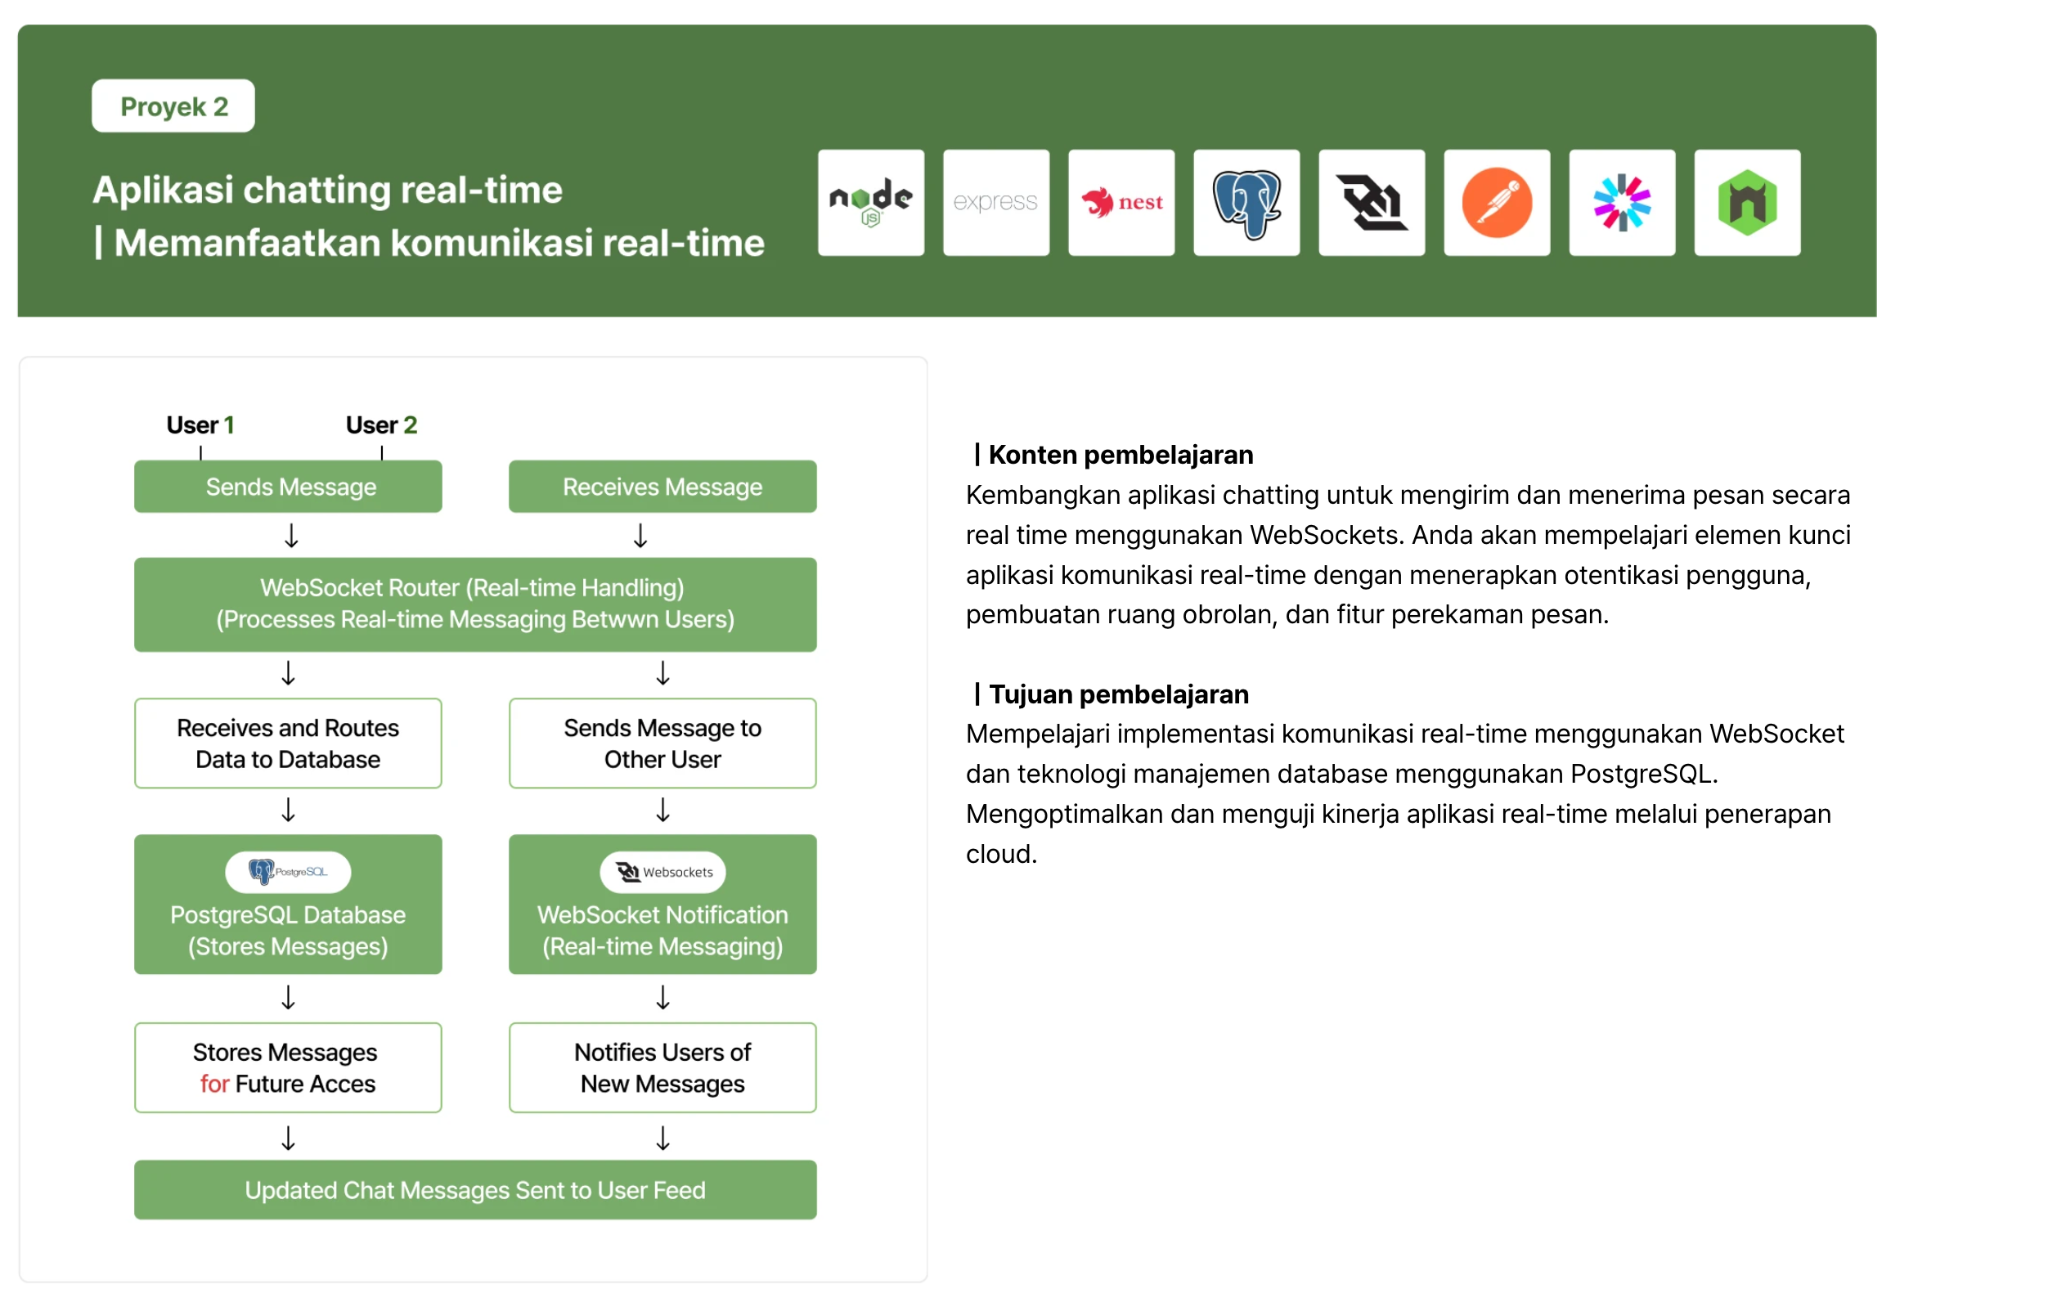 Proyek 2
Aplikasi chatting real-time
| Memanfaatkan komunikasi real-time
node
JS
express
nest
User 1
User 2
Sends Message
Receives Message
WebSocket Router (Real-time Handling)
(Processes Real-time Messaging Betwwn Users)
Receives and Routes
Data to Database
Sends Message to
Other User
PostgreSQL
PostgreSQL Database
(Stores Messages)
Websockets
WebSocket Notification
(Real-time Messaging)
Stores Messages
for Future Acces
Notifies Users of
New Messages
Updated Chat Messages Sent to User Feed
| Konten pembelajaran
Kembangkan aplikasi chatting untuk mengirim dan menerima pesan secara
real time menggunakan WebSockets. Anda akan mempelajari elemen kunci
aplikasi komunikasi real-time dengan menerapkan otentikasi pengguna,
pembuatan ruang obrolan, dan fitur perekaman pesan.
| Tujuan pembelajaran
Mempelajari implementasi komunikasi real-time menggunakan WebSocket
dan teknologi manajemen database menggunakan PostgreSQL.
Mengoptimalkan dan menguji kinerja aplikasi real-time melalui penerapan
cloud.